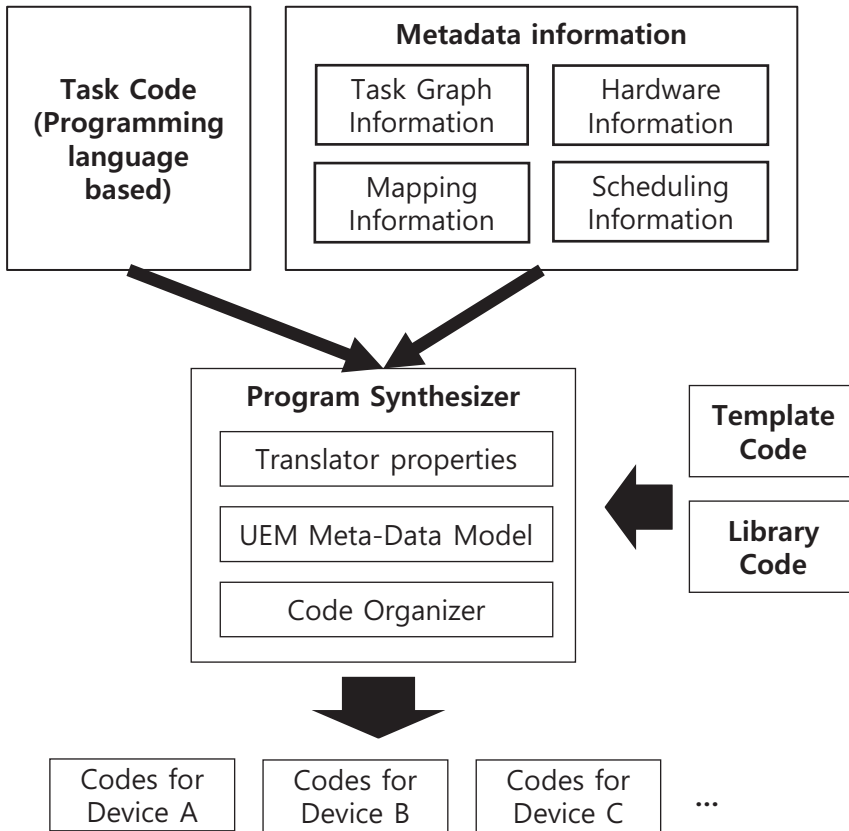 Task Code
(Programming
language
based)
Metadata information
Task Graph
Information
Hardware
Information
Mapping
Information
Scheduling
Information
Program Synthesizer
Translator properties
UEM Meta-Data Model
Code Organizer
Template
Code
Library
Code
Codes for
Device A
Codes for
Device B
Codes for
Device C
...